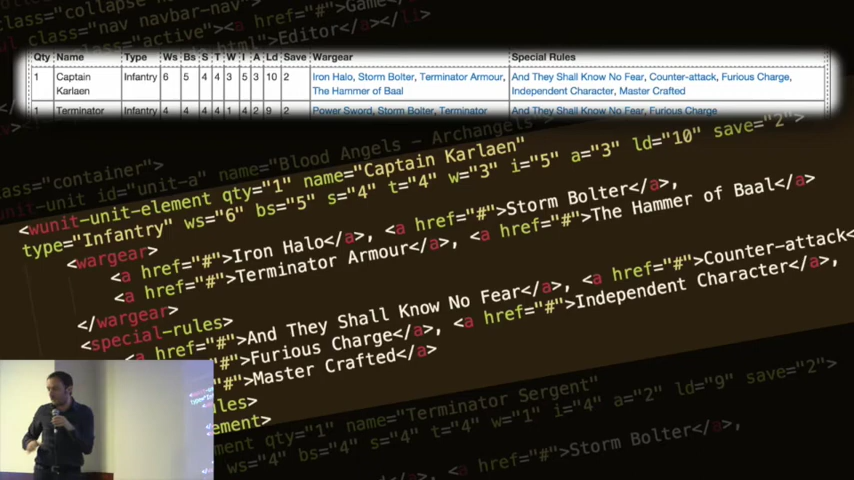 class="collapse navbar-
class="nav navbar-nav">
class="active"><a href="#">Game
html">Editor</a></li>
Qty Name Type Ws Bs S T W I A Ld Save Wargear Special Rules
1 Captain Karlaen Infantry 6 5 4 4 3 5 3 10 2 Iron Halo, Storm Bolter, Terminator Armour, And They Shall Know No Fear, Counter-attack, Furious Charge,
The Hammer of Baal Independent Character, Master Crafted
1 Terminator Infantry 4 4 4 4 1 4 2 9 2 Power Sword, Storm Bolter, Terminator And They Shall Know No Fear, Furious Charge
class="container">
unit-unit id="unit-a" name="Blood Angels - Archangels
<wunit-unit-element qty="1" name="Captain Karlaen"
type="Infantry" ws="6" bs="5" s="4" t="4" w="3" i="5" a="3" ld="10" save="2">
<wargear>
<a href="#">Iron Halo</a>, <a href="#">Storm Bolter</a>,
<a href="#">Terminator Armour</a>, <a href="#">The Hammer of Baal</a>
</wargear>
<special-rules>
<a href="#">And They Shall Know No Fear</a>, <a href="#">Counter-attack<
"#">Furious Charge</a>, <a href="#">Independent Character</a>,
"#">Master Crafted</a>
ules>
ement>
ment qty="1" name="Terminator Sergent"
ws="4" bs="4" s="4" t="4" w="1" i="4" a="2" ld="9" save="2">
<a href="#">Storm Bolter</a>,